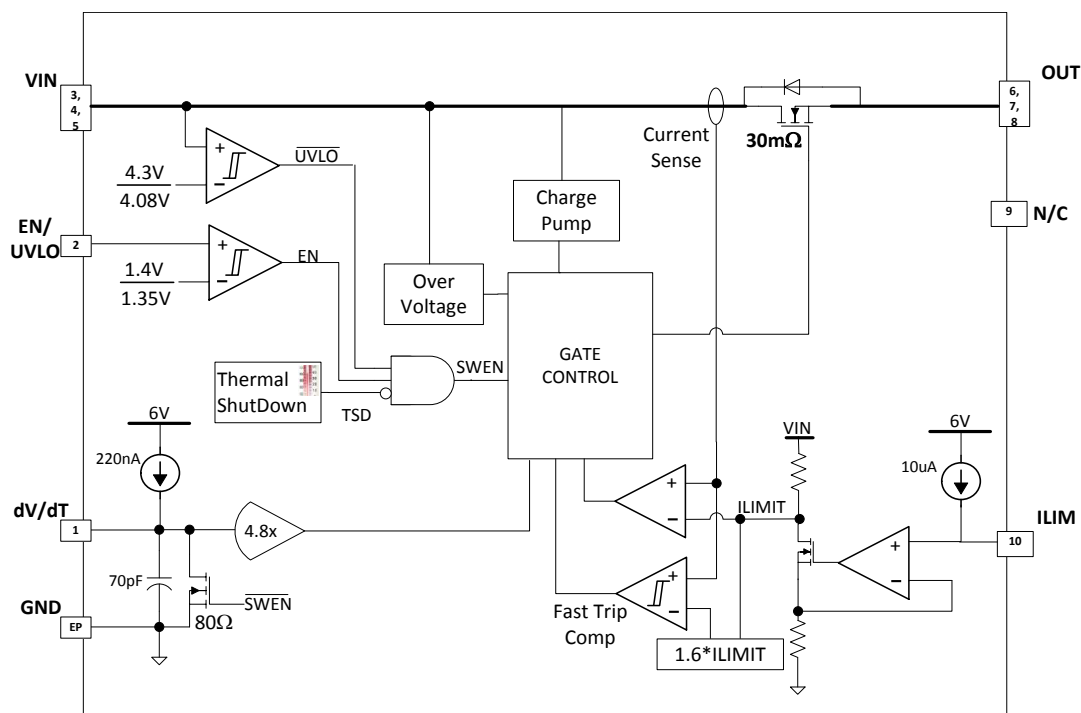 VIN
3,
4,
5
OUT
6,
7,
8
Current
Sense
30mΩ
UVLO
4.3V
4.08V
Charge
Pump
9
N/C
EN/
UVLO
2
EN
1.4V
1.35V
Over
Voltage
GATE
CONTROL
SWEN
Thermal
ShutDown
TSD
6V
220nA
VIN
6V
10uA
dV/dT
1
4.8x
ILIMIT
ILIM
10
70pF
SWEN
80Ω
GND
EP
Fast Trip
Comp
1.6*ILIMIT
+
−
+
−
+
−
+
−
+
−